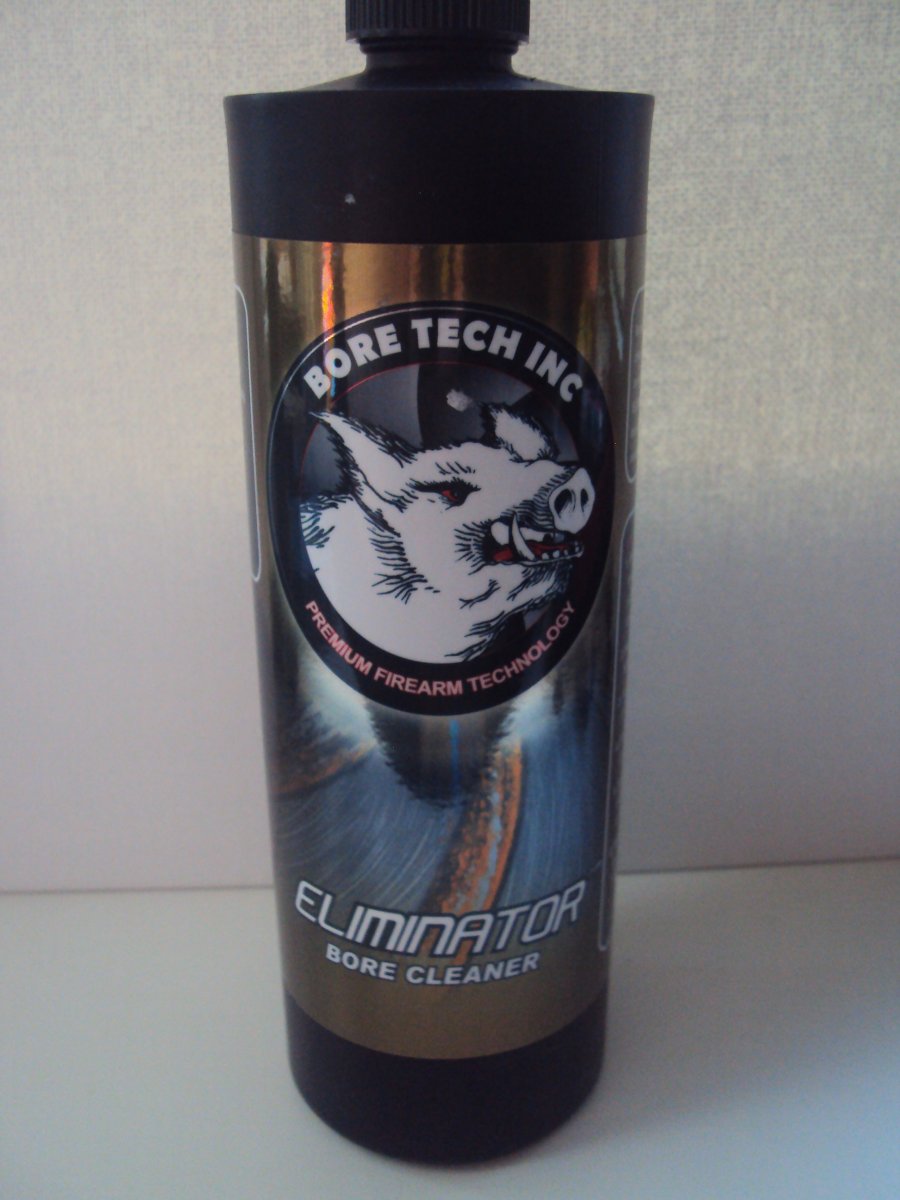 BORE TECH INC
PREMIUM FIREARM TECHNOLOGY
ELIMINATOR
BORE CLEANER